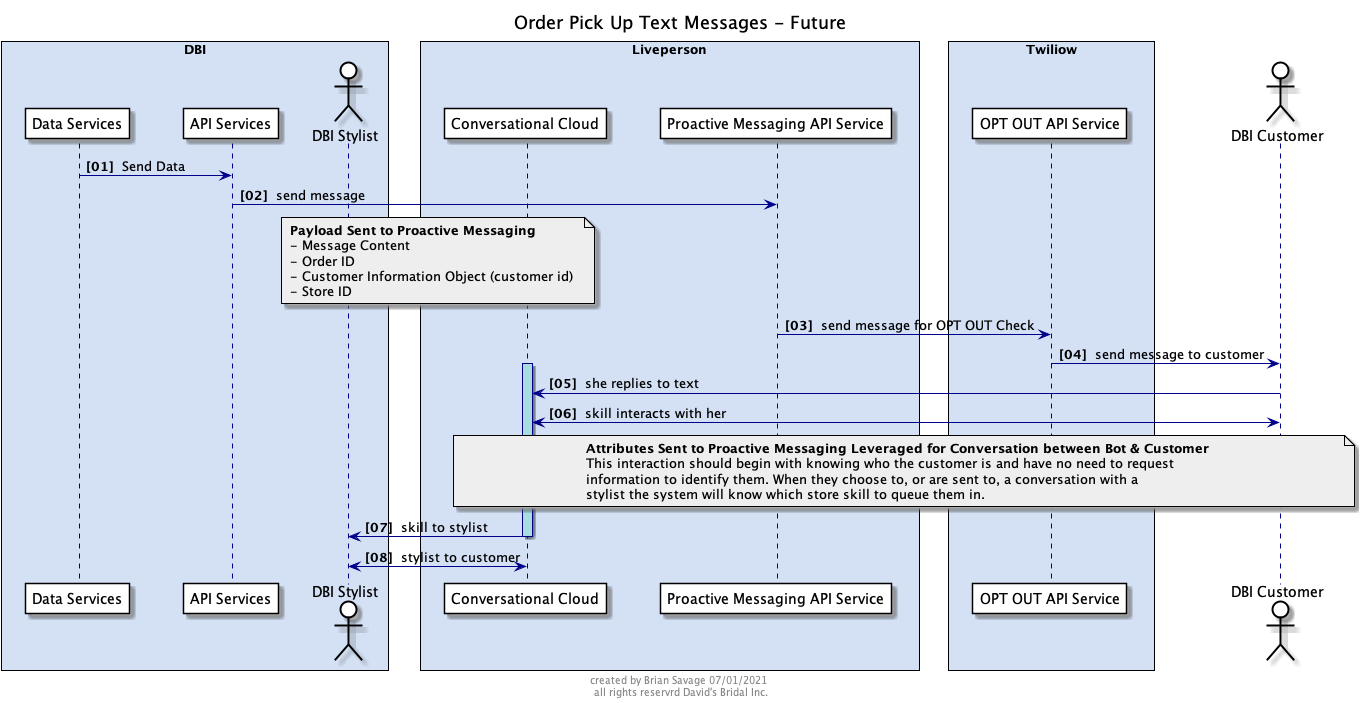 Order Pick Up Text Messages – Future
DBI
Liveperson
Twiliow
Data Services
API Services
DBI Stylist
Conversational Cloud
Proactive Messaging API Service
OPT OUT API Service
DBI Customer
[01] Send Data
[02] send message
Payload Sent to Proactive Messaging
– Message Content
– Order ID
– Customer Information Object (customer id)
– Store ID
[03] send message for OPT OUT Check
[04] send message to customer
[05] she replies to text
[06] skill interacts with her
Attributes Sent to Proactive Messaging Leveraged for Conversation between Bot & Customer
This interaction should begin with knowing who the customer is and have no need to request
information to identify them. When they choose to, or are sent to, a conversation with a
stylist the system will know which store skill to queue them in.
[07] skill to stylist
[08] stylist to customer
Data Services
API Services
DBI Stylist
Conversational Cloud
Proactive Messaging API Service
OPT OUT API Service
DBI Customer
created by Brian Savage 07/01/2021
all rights reservrd David's Bridal Inc.